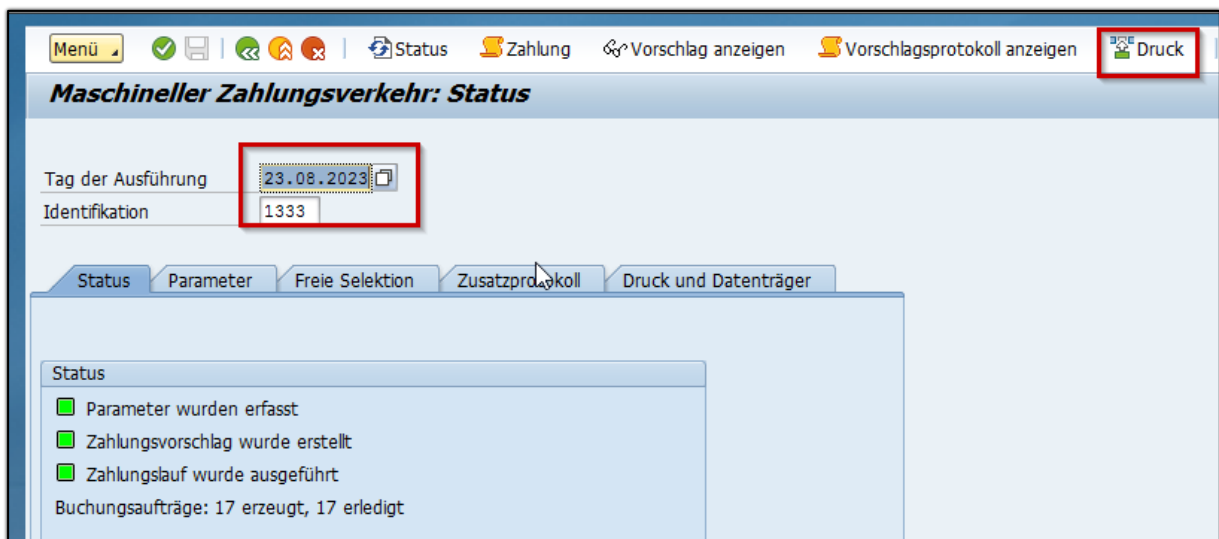 Menü Status Zahlung Vorschlag anzeigen Vorschlagsprotokoll anzeigen Druck
Maschineller Zahlungsverkehr: Status
Tag der Ausführung 23.08.2023
Identifikation 1333
Status Parameter Freie Selektion Zusatzprotokoll Druck und Datenträger
Status
Parameter wurden erfasst
Zahlungsvorschlag wurde erstellt
Zahlungslauf wurde ausgeführt
Buchungsaufträge: 17 erzeugt, 17 erledigt